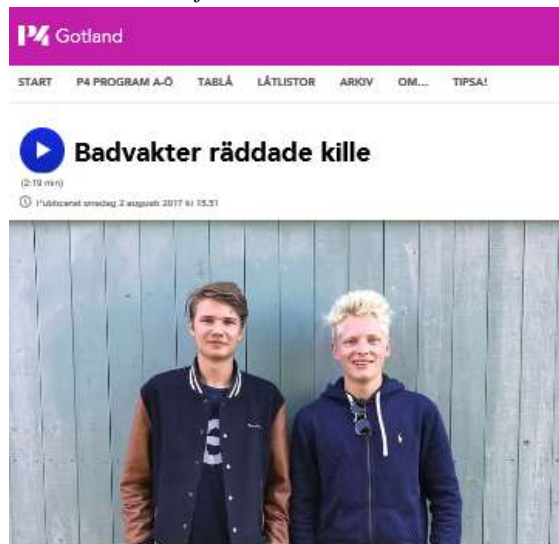 P4 Gotland
START P4 PROGRAM A-Ö TABLÅ LÅTLISTOR ARKIV OM... TIPSA!
Badvakter räddade kille
(2:19 min)
Publicerat onsdag 2 augusti 2017 kl 15.51